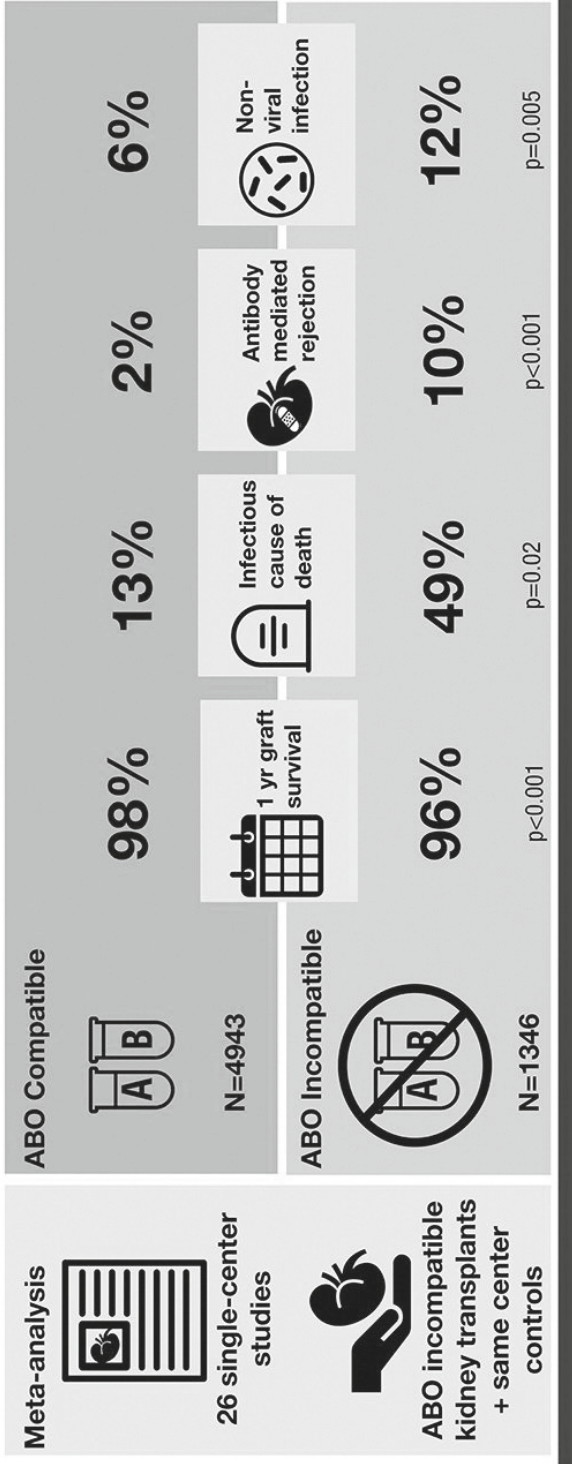 Meta-analysis
26 single-center
studies
ABO incompatible
kidney transplants
+ same center
controls
ABO Compatible
A B
N=4943
98%
13%
2%
6%
1 yr graft
survival
Infectious
cause of
death
Antibody
mediated
rejection
Non-
viral
infection
ABO Incompatible
A B
N=1346
96%
49%
10%
12%
p<0.001
p=0.02
p<0.001
p=0.005